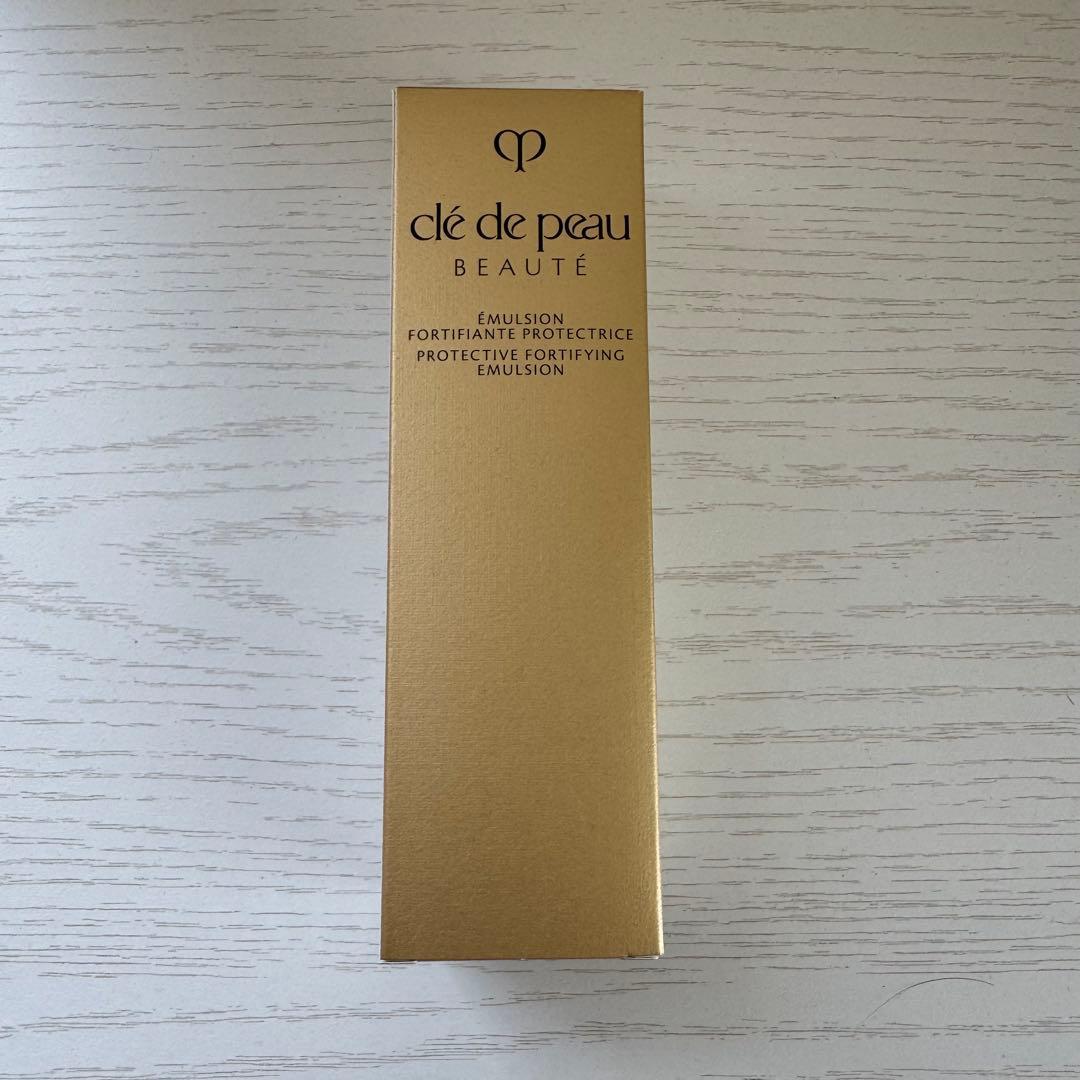 clé de peau
BEAUTÉ
ÉMULSION
FORTIFIANTE PROTECTRICE
PROTECTIVE FORTIFYING
EMULSION